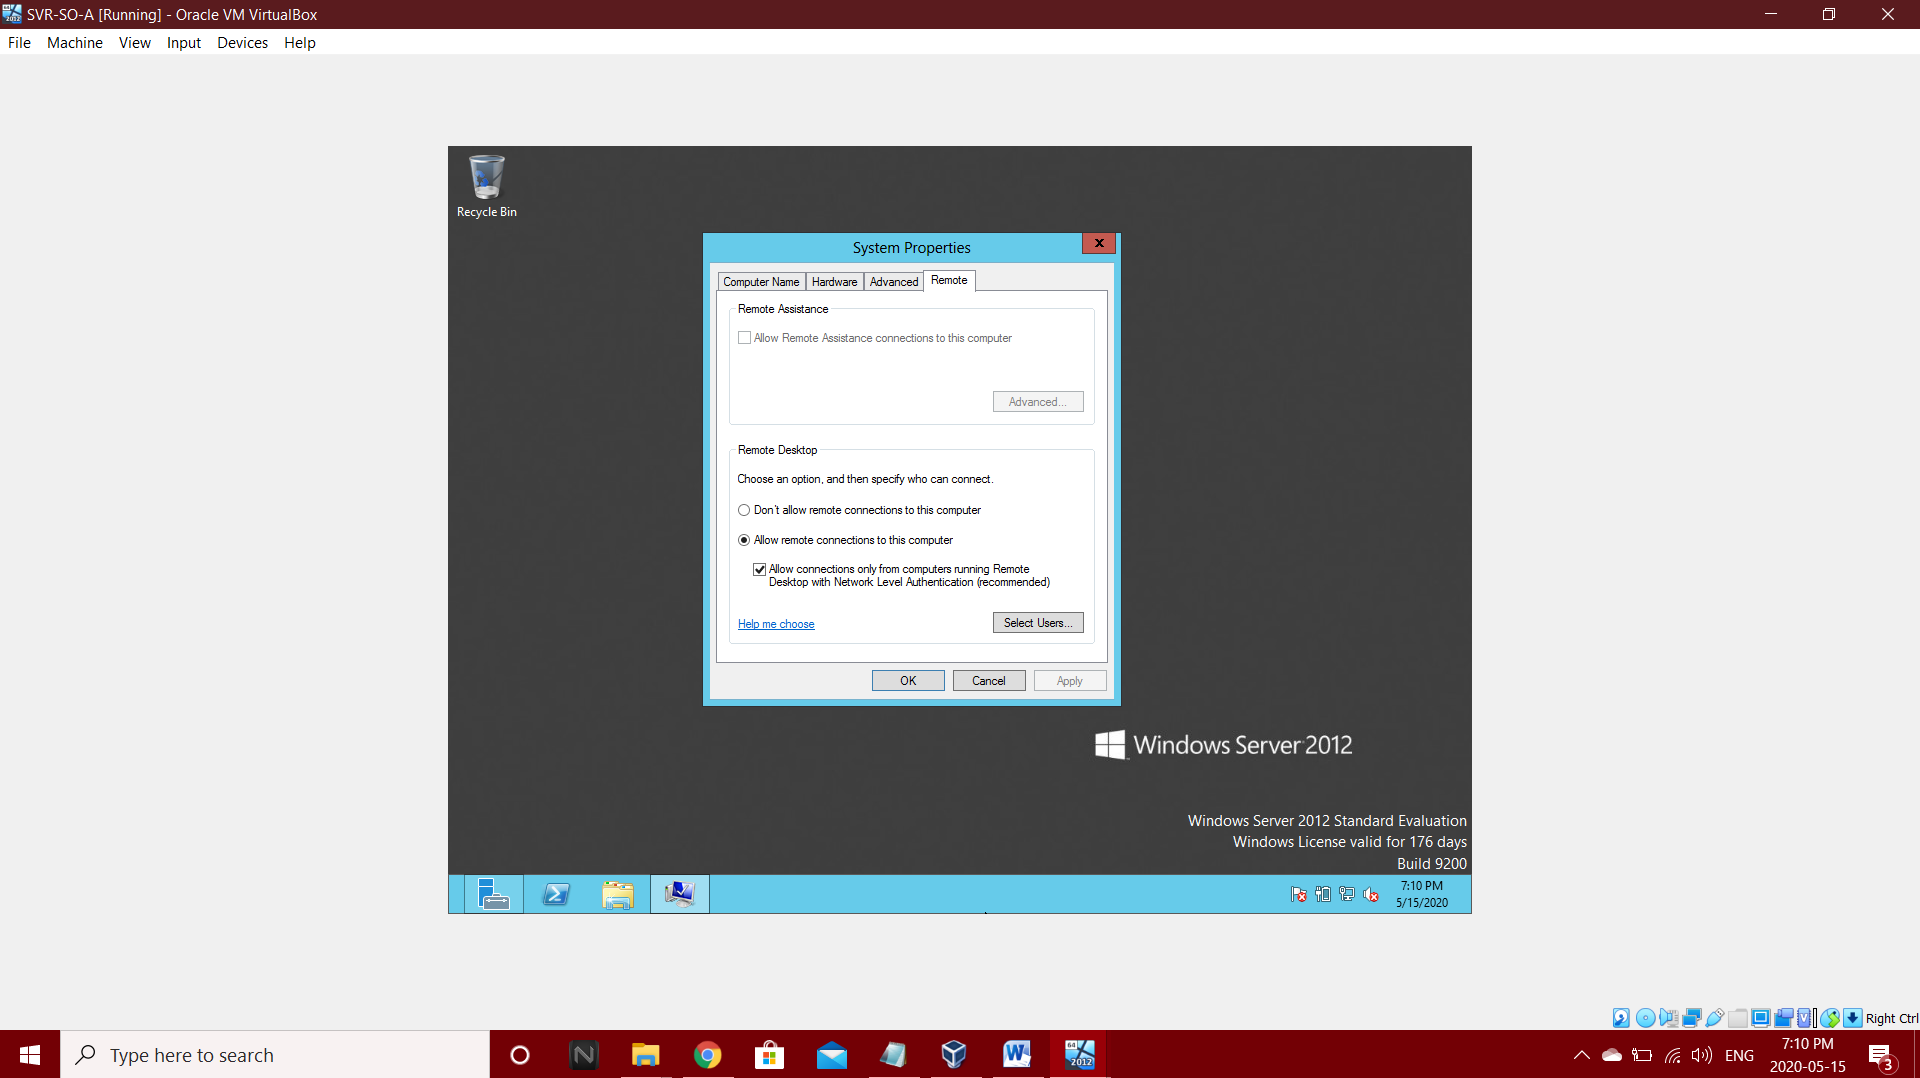 SVR-SO-A [Running] - Oracle VM VirtualBox
File Machine View Input Devices Help
Recycle Bin
System Properties
x
Computer Name Hardware Advanced Remote
Remote Assistance
Allow Remote Assistance connections to this computer
Advanced...
Remote Desktop
Choose an option, and then specify who can connect.
Don't allow remote connections to this computer
Allow remote connections to this computer
Allow connections only from computers running Remote
Desktop with Network Level Authentication (recommended)
Help me choose
Select Users...
OK Cancel Apply
Windows Server 2012
Windows Server 2012 Standard Evaluation
Windows License valid for 176 days
Build 9200
7:10 PM
5/15/2020
Right Ctrl
Type here to search
N
W
64
2012
ENG
7:10 PM
2020-05-15
3